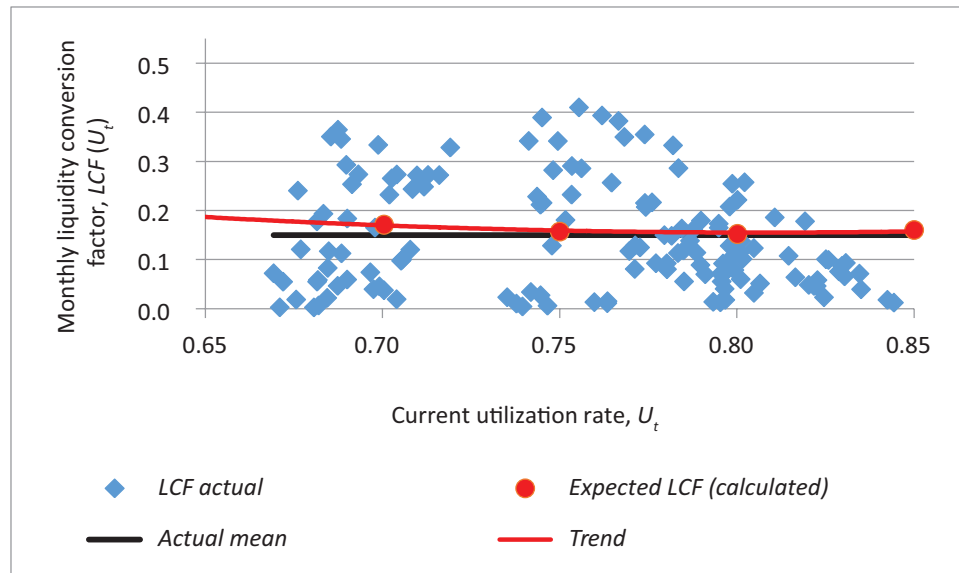 Monthly liquidity conversion
factor, LCF (Uₜ)
0.5
0.4
0.3
0.2
0.1
0.0
0.65 0.70 0.75 0.80 0.85
Current utilization rate, Uₜ
LCF actual Expected LCF (calculated)
Actual mean Trend